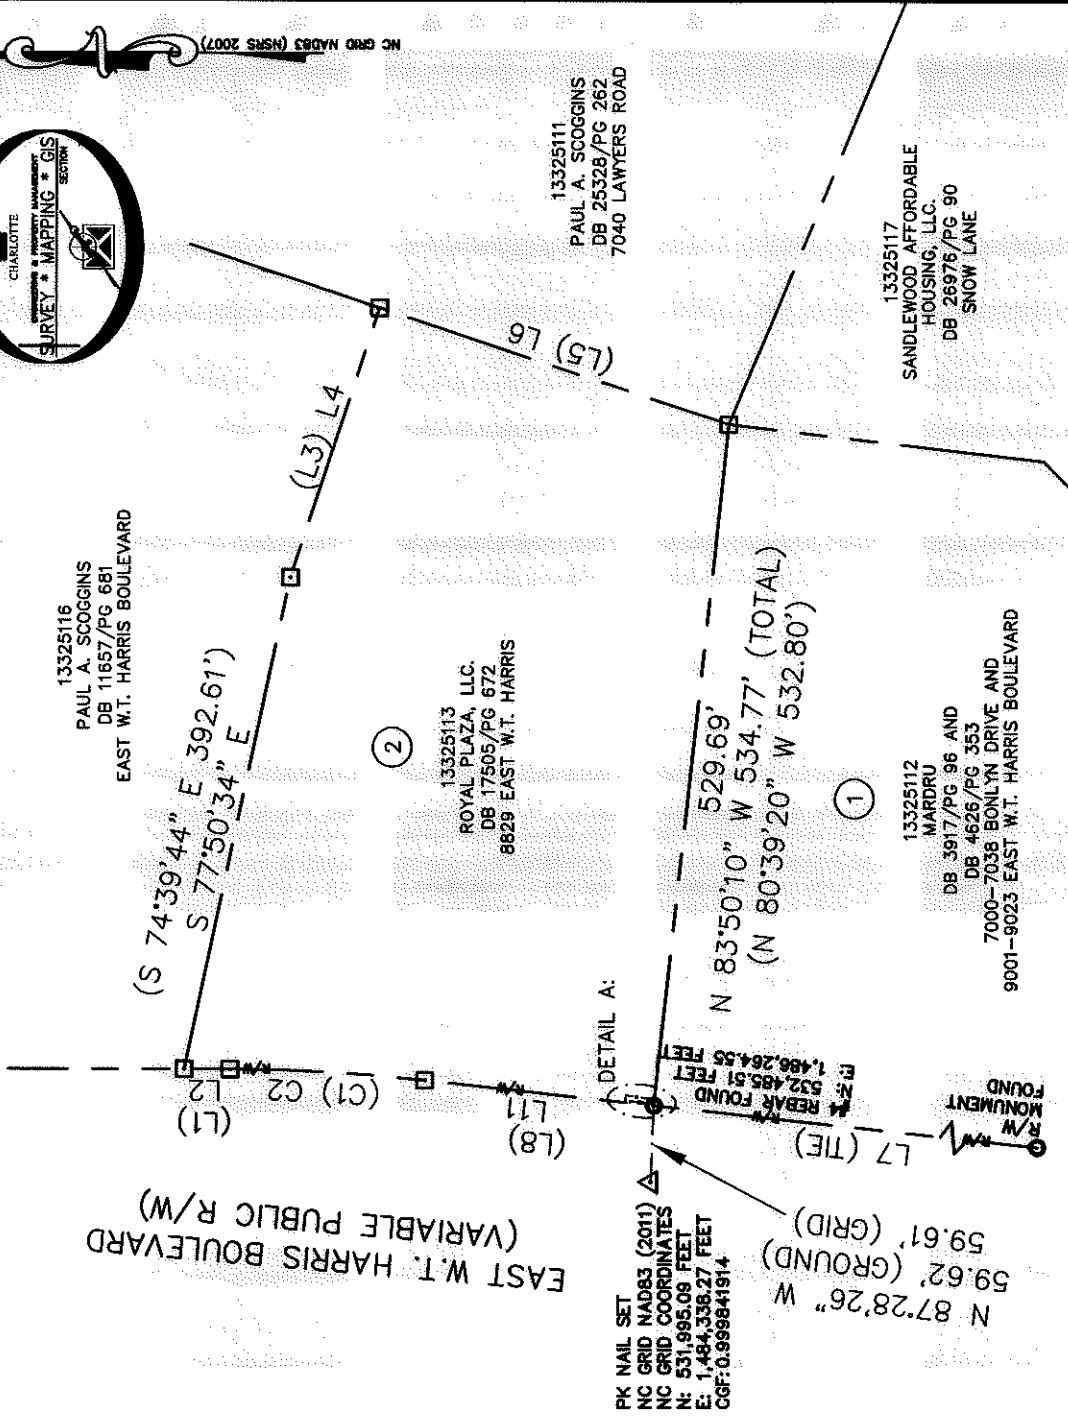 NC GRID NAD83 (NSRS 2007)
CHARLOTTE
ENGINEERING & PROPERTY MANAGEMENT
SURVEY * MAPPING * GIS
SECTION
13325111
PAUL A. SCOGGINS
DB 25328/PG 262
7040 LAWYERS ROAD
13325117
SANDLEWOOD AFFORDABLE
HOUSING, LLC.
DB 26976/PG 90
SNOW LANE
(L5) L6
(L3) L4
13325116
PAUL A. SCOGGINS
DB 11657/PG 681
EAST W.T. HARRIS BOULEVARD
(S 74°39'44" E 392.61')
S 77°50'34" E
2
13325113
ROYAL PLAZA, LLC.
DB 17505/PG 672
8829 EAST W.T. HARRIS
529.69'
N 83°50'10" W 534.77' (TOTAL)
(N 80°39'20" W 532.80')
1
13325112
MARDRU
DB 3917/PG 96 AND
DB 4626/PG 353
7000-7038 BONLYN DRIVE AND
9001-9023 EAST W.T. HARRIS BOULEVARD
L2
(L1)
R/W
C2 (C1)
R/W
L11
(L8)
DETAIL A:
#4 REBAR FOUND
N: 532,485.51 FEET
E: 1,486,264.55 FEET
R/W
L7 (TIE)
R/W
R/W
MONUMENT
FOUND
EAST W.T. HARRIS BOULEVARD
(VARIABLE PUBLIC R/W)
PK NAIL SET
NC GRID NAD83 (2011)
NC GRID COORDINATES
N: 531,995.09 FEET
E: 1,484,338.27 FEET
CGF: 0.999841914
N 87°28'26" W
59.62' (GROUND)
59.61' (GRID)